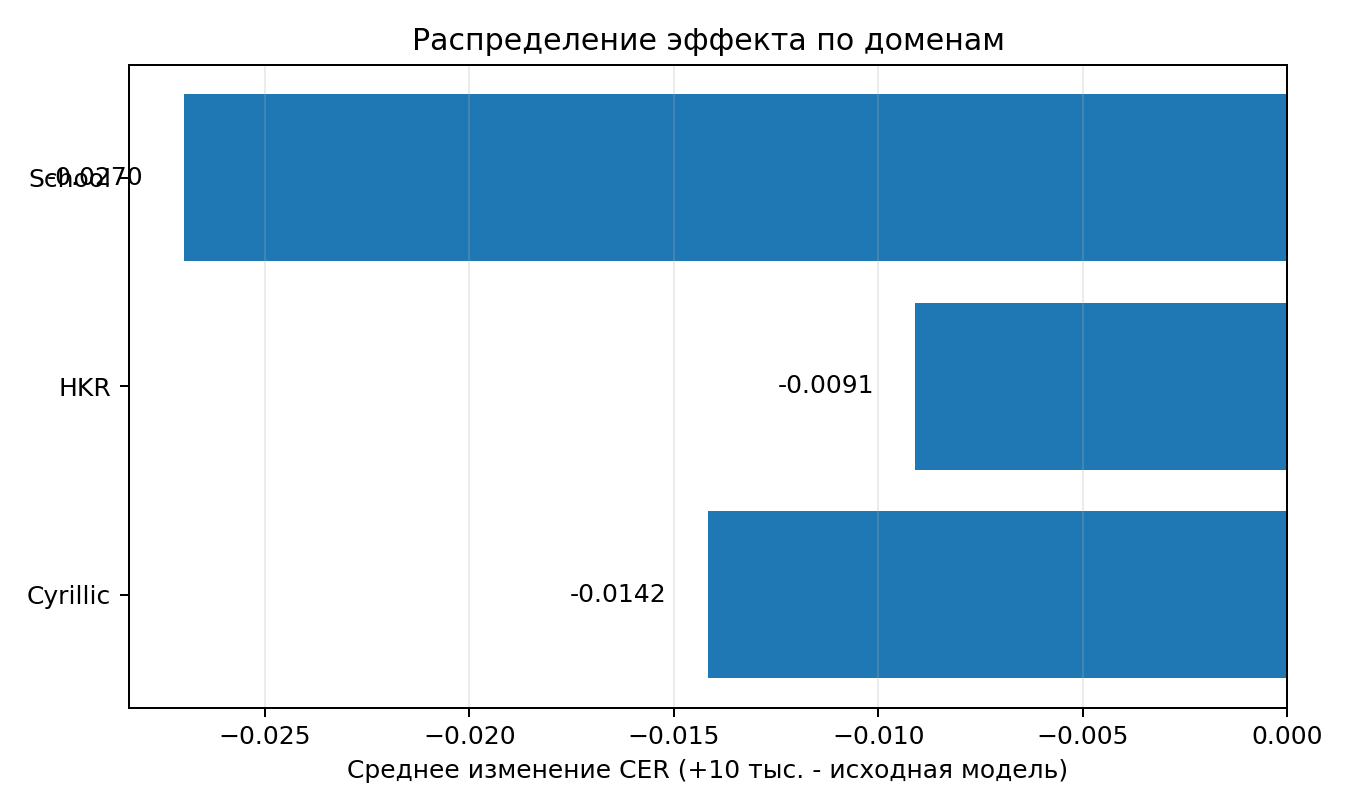 Распределение эффекта по доменам
School
-0.0270
HKR
-0.0091
Cyrillic
-0.0142
−0.025 −0.020 −0.015 −0.010 −0.005 0.000
Среднее изменение CER (+10 тыс. - исходная модель)